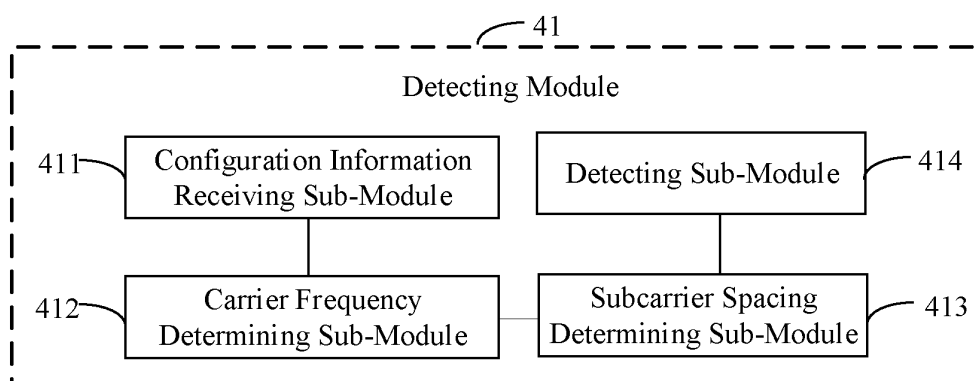 41
Detecting Module
411
Configuration Information
Receiving Sub-Module
Detecting Sub-Module
414
412
Carrier Frequency
Determining Sub-Module
Subcarrier Spacing
Determining Sub-Module
413